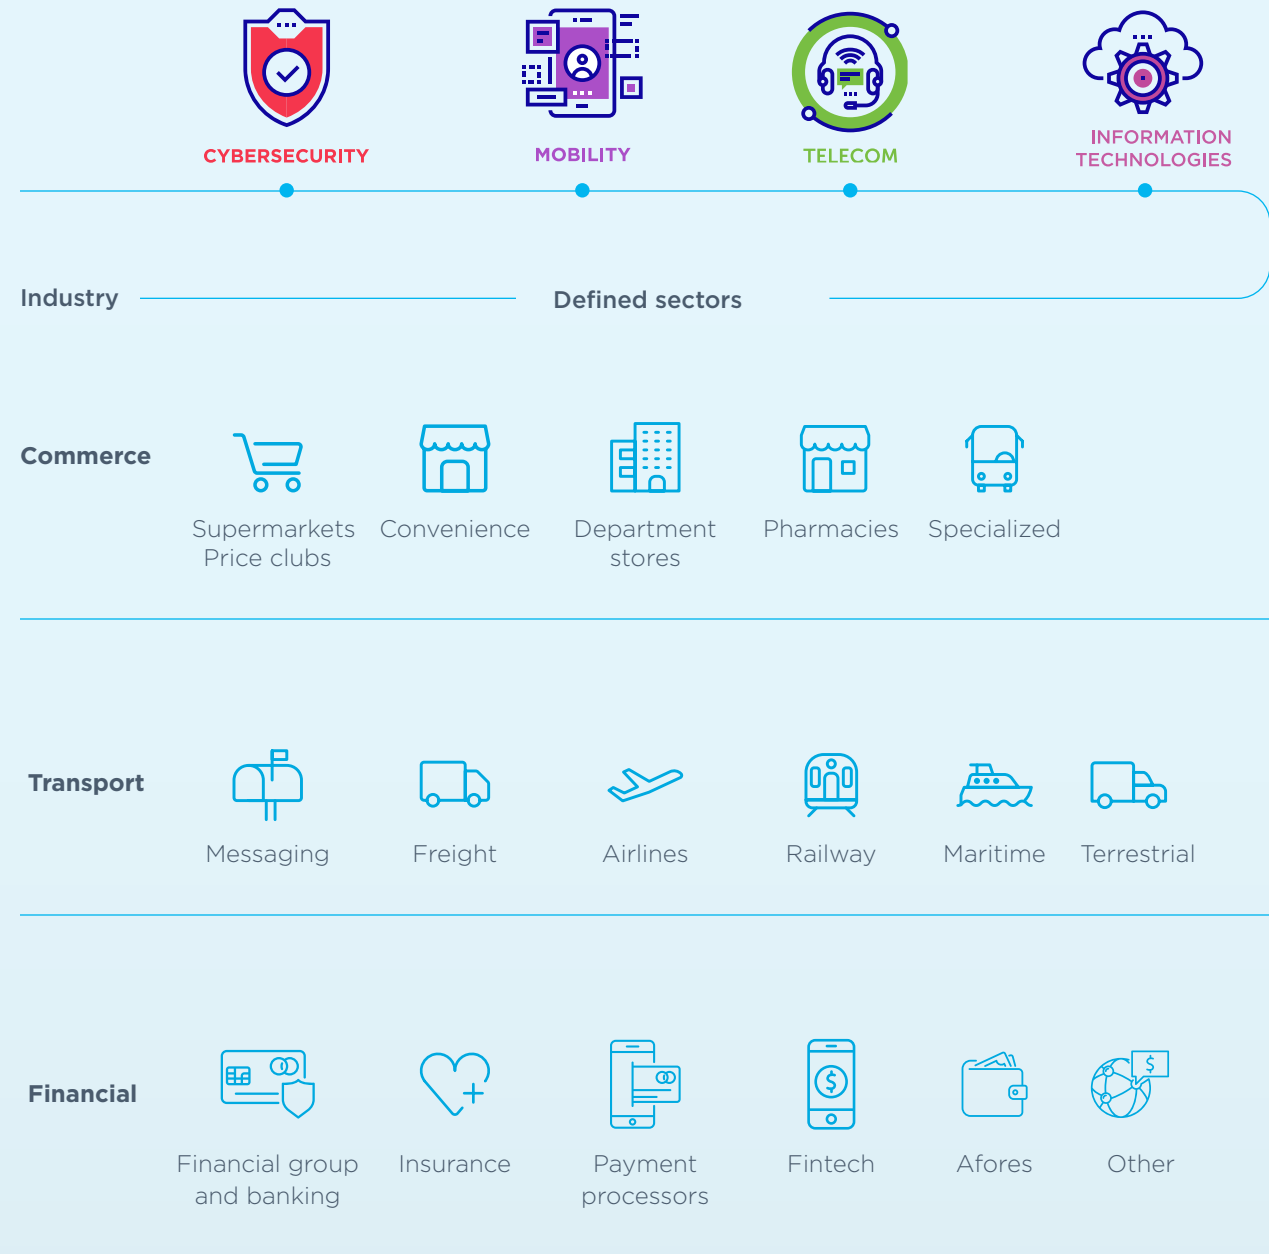 CYBERSECURITY
MOBILITY
TELECOM
INFORMATION
TECHNOLOGIES
Industry
Defined sectors
Commerce
Supermarkets
Price clubs
Convenience
Department
stores
Pharmacies
Specialized
Transport
Messaging
Freight
Airlines
Railway
Maritime
Terrestrial
Financial
Financial group
and banking
Insurance
Payment
processors
Fintech
Afores
Other